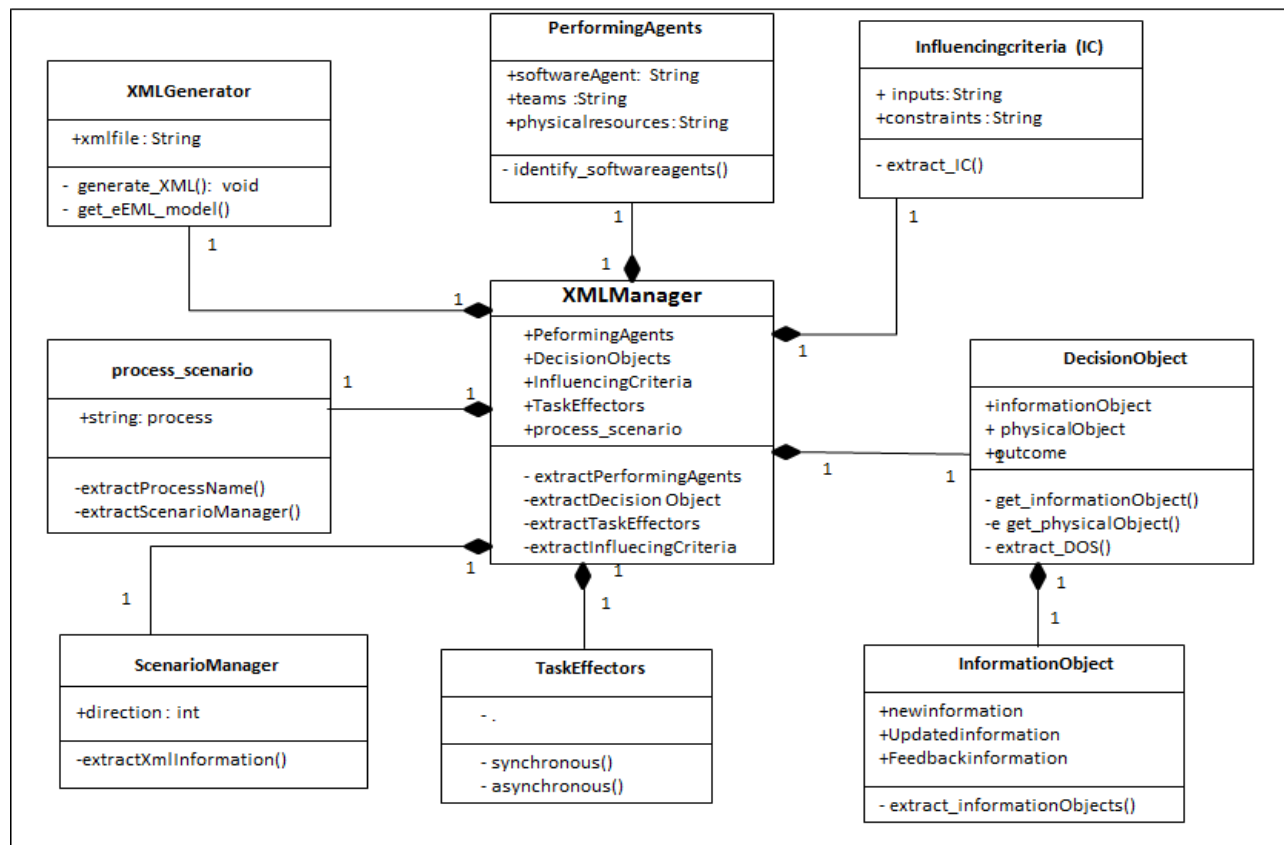 PerformingAgents
+softwareAgent: String
+teams :String
+physicalresources: String
- identify_softwareagents()
Influencingcriteria (IC)
+ inputs: String
+constraints: String
- extract_IC()
XMLGenerator
+xmlfile: String
- generate_XML(): void
- get_eEML_model()
1
1
1
1
1
1
XMLManager
+PeformingAgents
+DecisionObjects
+InfluencingCriteria
+TaskEffectors
+process_scenario
- extractPerformingAgents
-extractDecision Object
-extractTaskEffectors
-extractInfluecingCriteria
process_scenario
+string: process
-extractProcessName()
-extractScenarioManager()
1
1
DecisionObject
+informationObject
+ physicalObject
+outcome
- get_informationObject()
-e get_physicalObject()
- extract_DOS()
1
1
1
1
1
1
1
1
ScenarioManager
+direction: int
-extractXmlInformation()
TaskEffectors
- .
- synchronous()
- asynchronous()
InformationObject
+newinformation
+Updatedinformation
+Feedbackinformation
- extract_informationObjects()